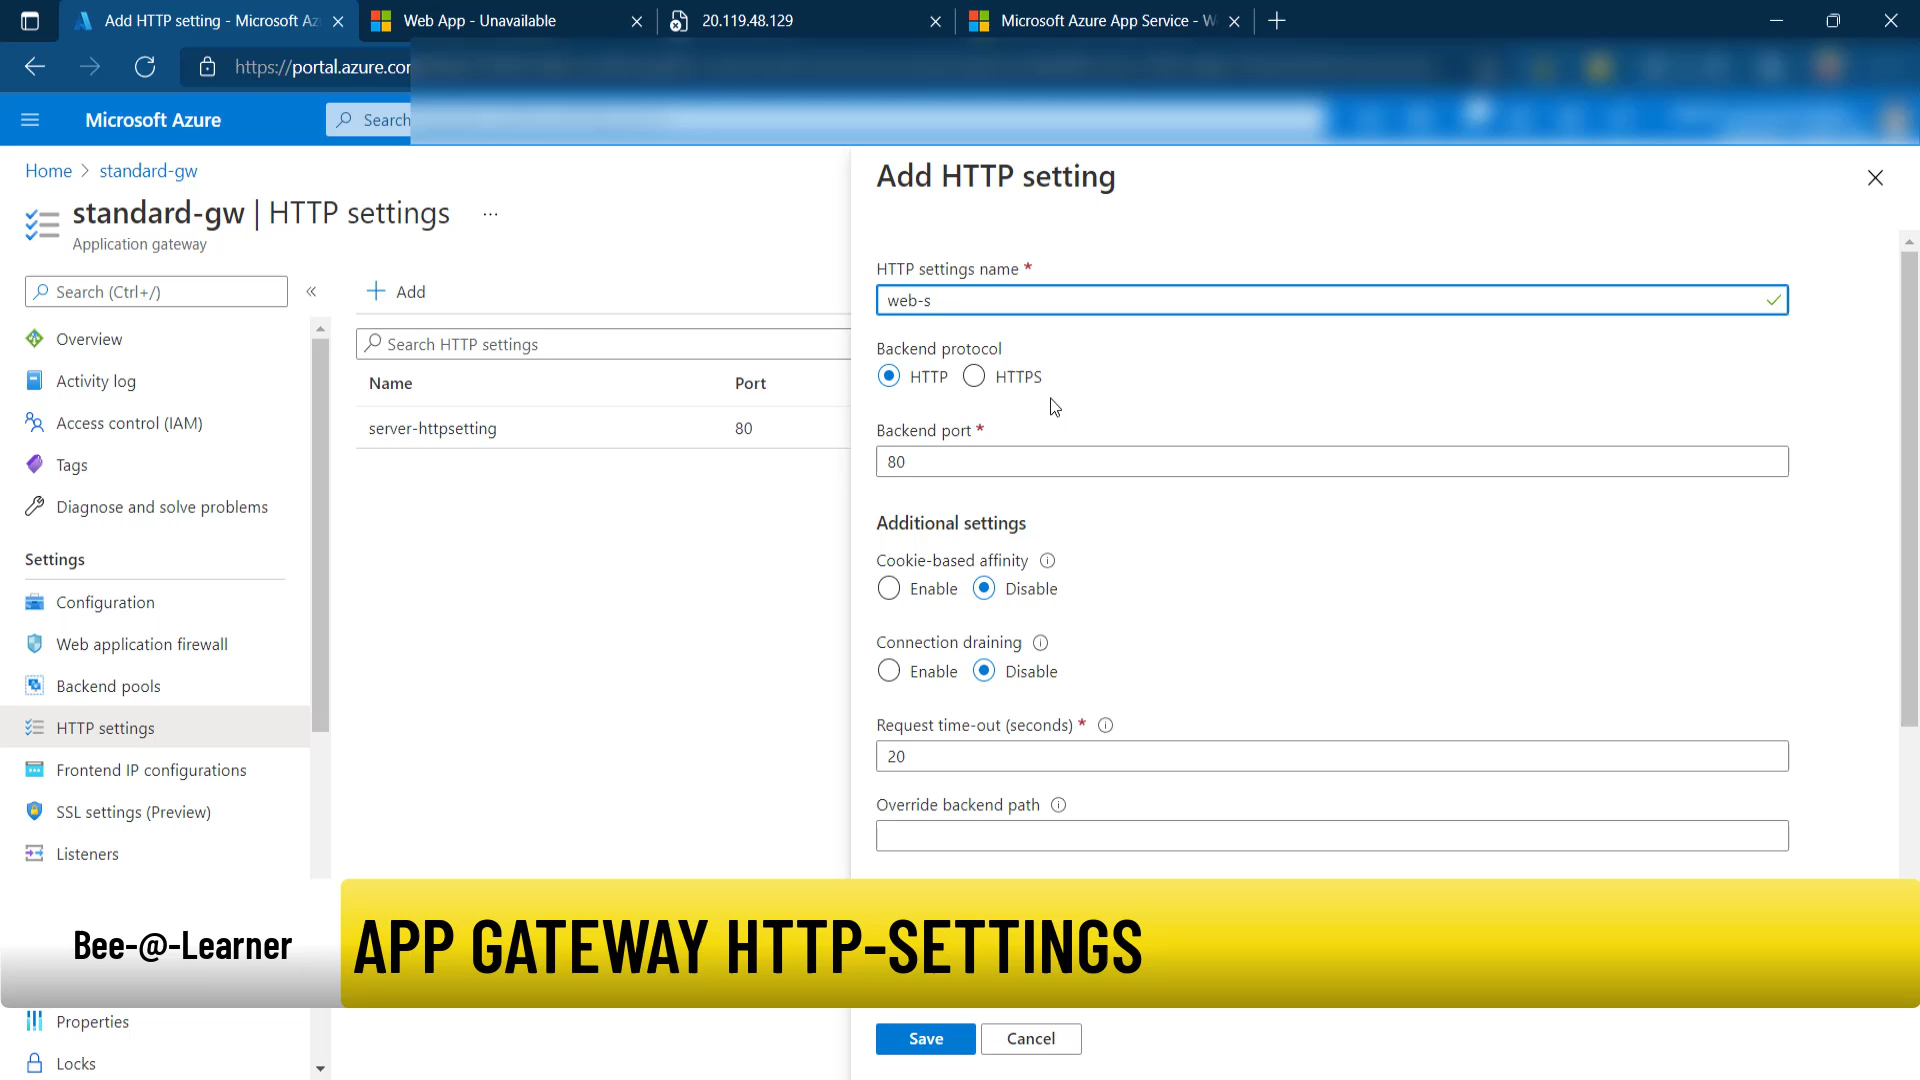 Add HTTP setting - Microsoft Az
Web App - Unavailable
20.119.48.129
Microsoft Azure App Service - W
https://portal.azure.com
Microsoft Azure
Search
Home > standard-gw
standard-gw | HTTP settings ...
Application gateway
Search (Ctrl+/)
«
Overview
Activity log
Access control (IAM)
Tags
Diagnose and solve problems
Settings
Configuration
Web application firewall
Backend pools
HTTP settings
Frontend IP configurations
SSL settings (Preview)
Listeners
Properties
Locks
+ Add
Search HTTP settings
Name Port
server-httpsetting 80
Add HTTP setting
HTTP settings name *
web-s
Backend protocol
HTTP HTTPS
Backend port *
80
Additional settings
Cookie-based affinity
Enable Disable
Connection draining
Enable Disable
Request time-out (seconds) *
20
Override backend path
Bee-@-Learner
APP GATEWAY HTTP-SETTINGS
Save Cancel